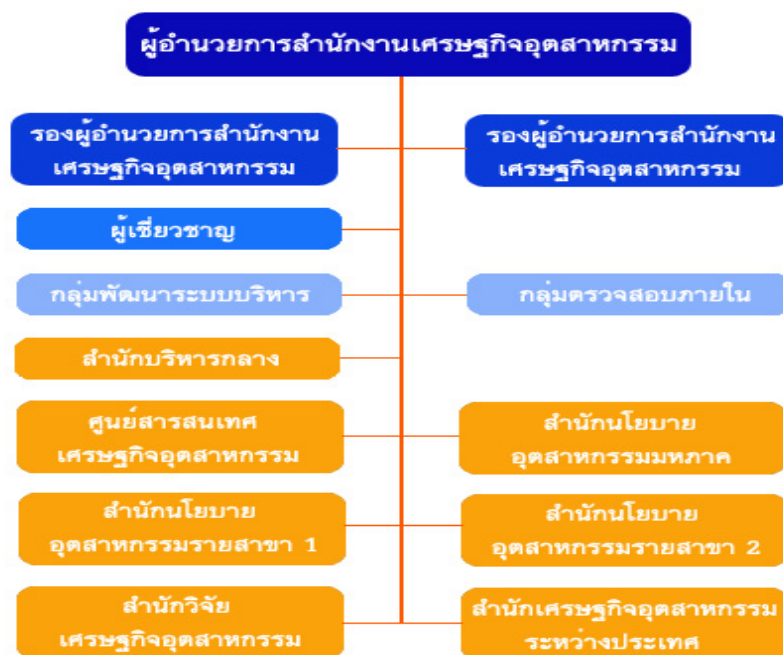 ผู้อำนวยการสำนักงานเศรษฐกิจอุตสาหกรรม
รองผู้อำนวยการสำนักงาน
เศรษฐกิจอุตสาหกรรม
รองผู้อำนวยการสำนักงาน
เศรษฐกิจอุตสาหกรรม
ผู้เชี่ยวชาญ
กลุ่มพัฒนาระบบบริหาร
กลุ่มตรวจสอบภายใน
สำนักบริหารกลาง
ศูนย์สารสนเทศ
เศรษฐกิจอุตสาหกรรม
สำนักนโยบาย
อุตสาหกรรมมหภาค
สำนักนโยบาย
อุตสาหกรรมรายสาขา 1
สำนักนโยบาย
อุตสาหกรรมรายสาขา 2
สำนักวิจัย
เศรษฐกิจอุตสาหกรรม
สำนักเศรษฐกิจอุตสาหกรรม
ระหว่างประเทศ